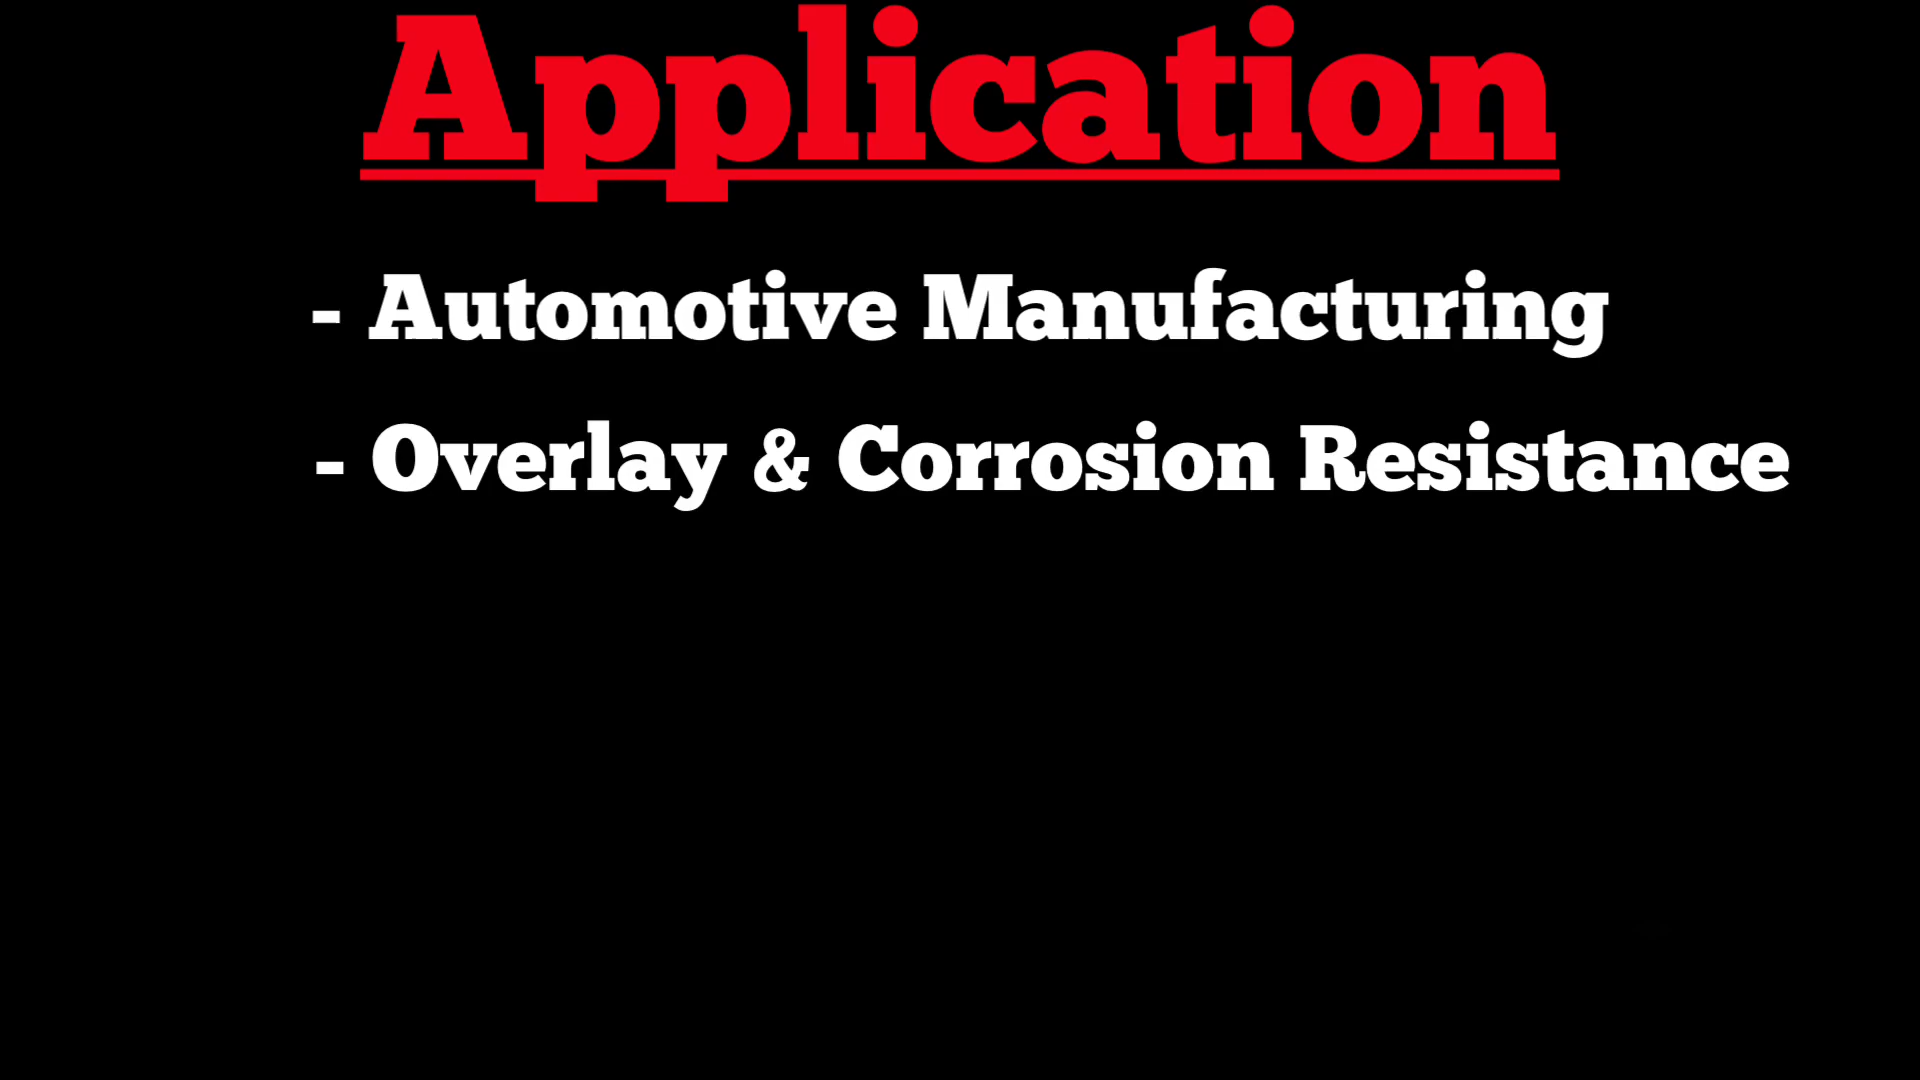 Application
- Automotive Manufacturing
- Overlay & Corrosion Resistance